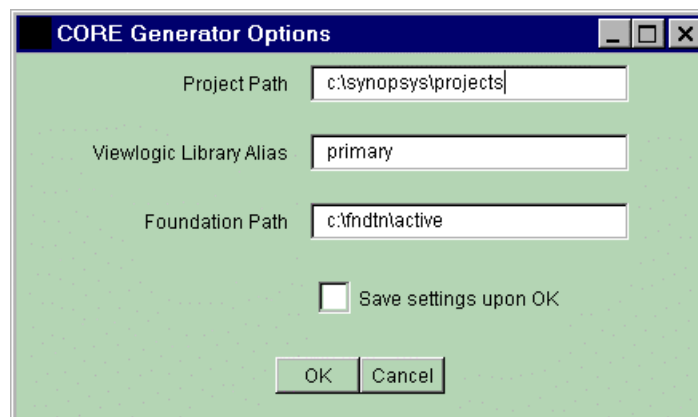 CORE Generator Options
Project Path c:\synopsys\projects
Viewlogic Library Alias primary
Foundation Path c:\fndtn\active
Save settings upon OK
OK Cancel